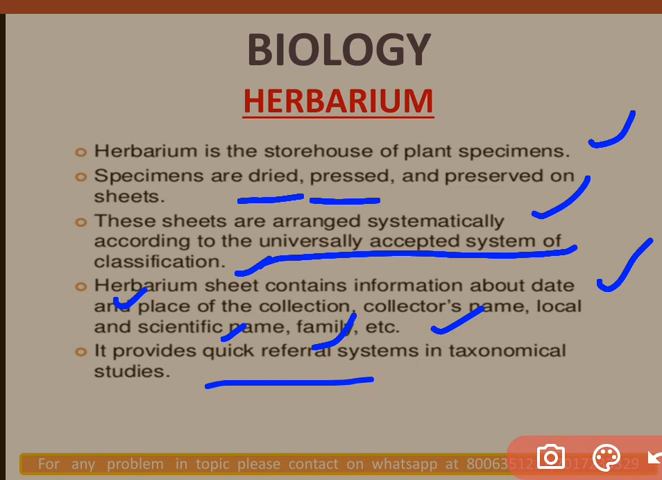 BIOLOGY
HERBARIUM
Herbarium is the storehouse of plant specimens.
Specimens are dried, pressed, and preserved on
sheets.
These sheets are arranged systematically
according to the universally accepted system of
classification.
Herbarium sheet contains information about date
and place of the collection, collector's name, local
and scientific name, family, etc.
It provides quick referral systems in taxonomical
studies.
For any problem in topic please contact on whatsapp at